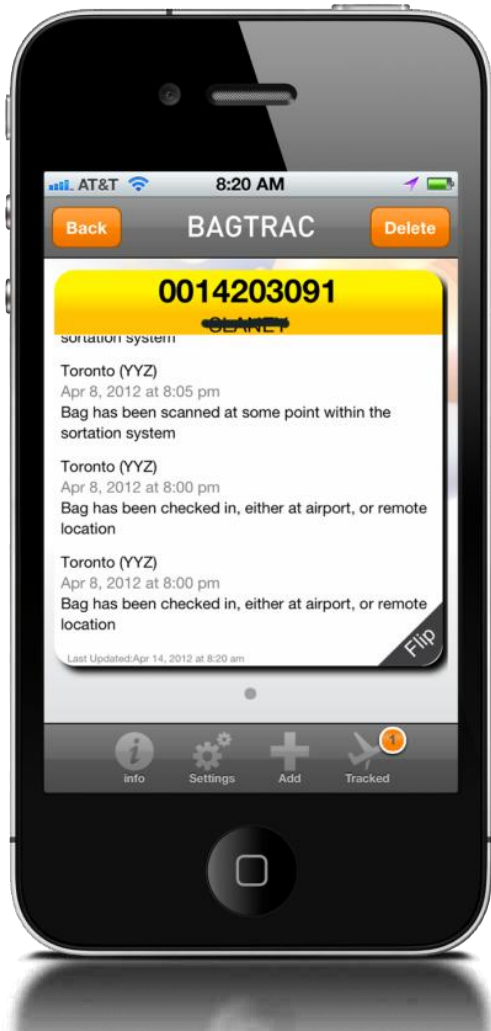 AT&T 8:20 AM
Back BAGTRAC Delete
0014203091
sortation system
Toronto (YYZ)
Apr 8, 2012 at 8:05 pm
Bag has been scanned at some point within the
sortation system
Toronto (YYZ)
Apr 8, 2012 at 8:00 pm
Bag has been checked in, either at airport, or remote
location
Toronto (YYZ)
Apr 8, 2012 at 8:00 pm
Bag has been checked in, either at airport, or remote
location
Flip
Last Updated:Apr 14, 2012 at 8:20 am
1
info Settings Add Tracked